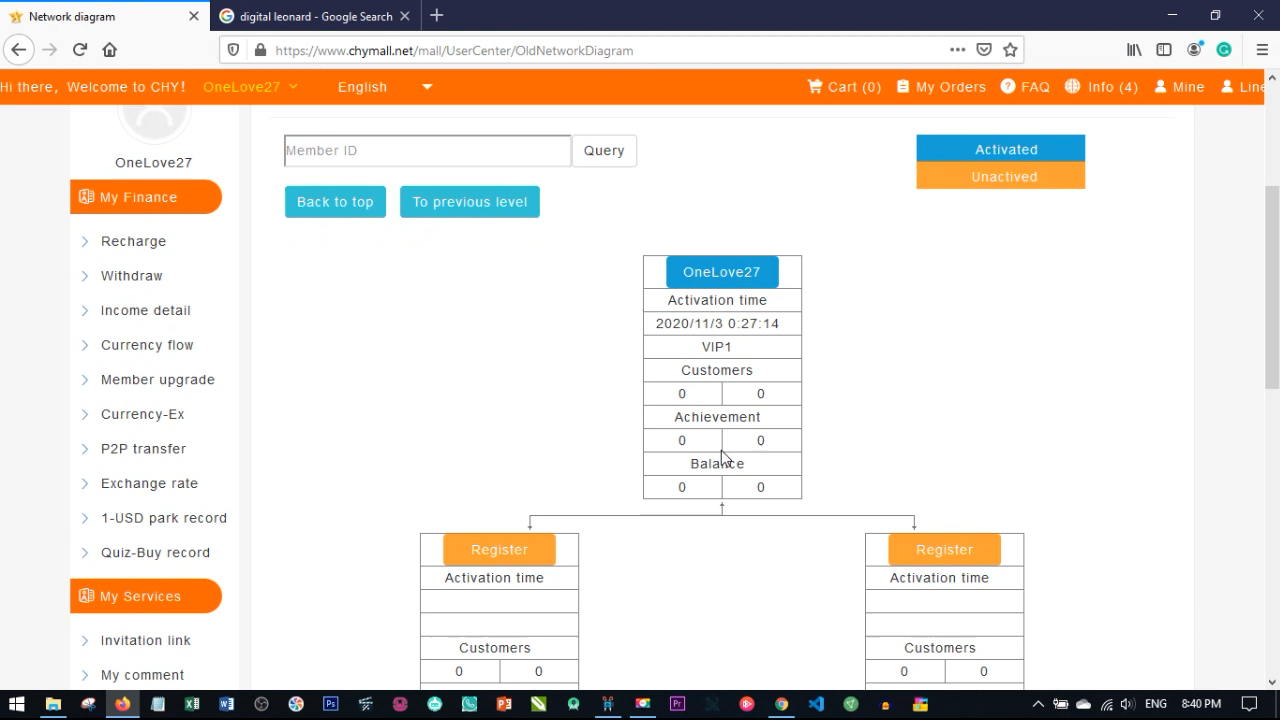 Network diagram
digital leonard - Google Search
https://www.chymall.net/mall/UserCenter/OldNetworkDiagram
Hi there, Welcome to CHY! OneLove27 English Cart (0) My Orders FAQ Info (4) Mine Line
OneLove27
My Finance
Recharge
Withdraw
Income detail
Currency flow
Member upgrade
Currency-Ex
P2P transfer
Exchange rate
1-USD park record
Quiz-Buy record
My Services
Invitation link
My comment
Member ID Query
Activated
Unactived
Back to top To previous level
OneLove27
Activation time
2020/11/3 0:27:14
VIP1
Customers
0 0
Achievement
0 0
Balance
0 0
Register
Activation time
Customers
0 0
Register
Activation time
Customers
0 0
ENG 8:40 PM